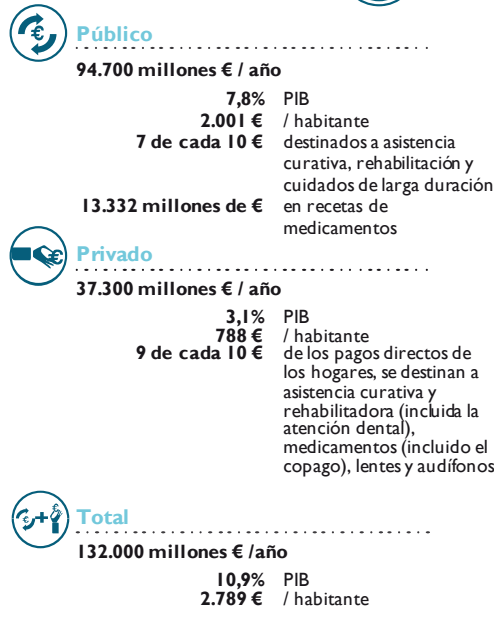 Público
94.700 millones € / año
7,8% PIB
2.001 € / habitante
7 de cada 10 € destinados a asistencia
curativa, rehabilitación y
cuidados de larga duración
13.332 millones de € en recetas de
medicamentos
Privado
37.300 millones € / año
3,1% PIB
788 € / habitante
9 de cada 10 € de los pagos directos de
los hogares, se destinan a
asistencia curativa y
rehabilitadora (incluida la
atención dental),
medicamentos (incluido el
copago), lentes y audífonos
Total
132.000 millones € /año
10,9% PIB
2.789 € / habitante